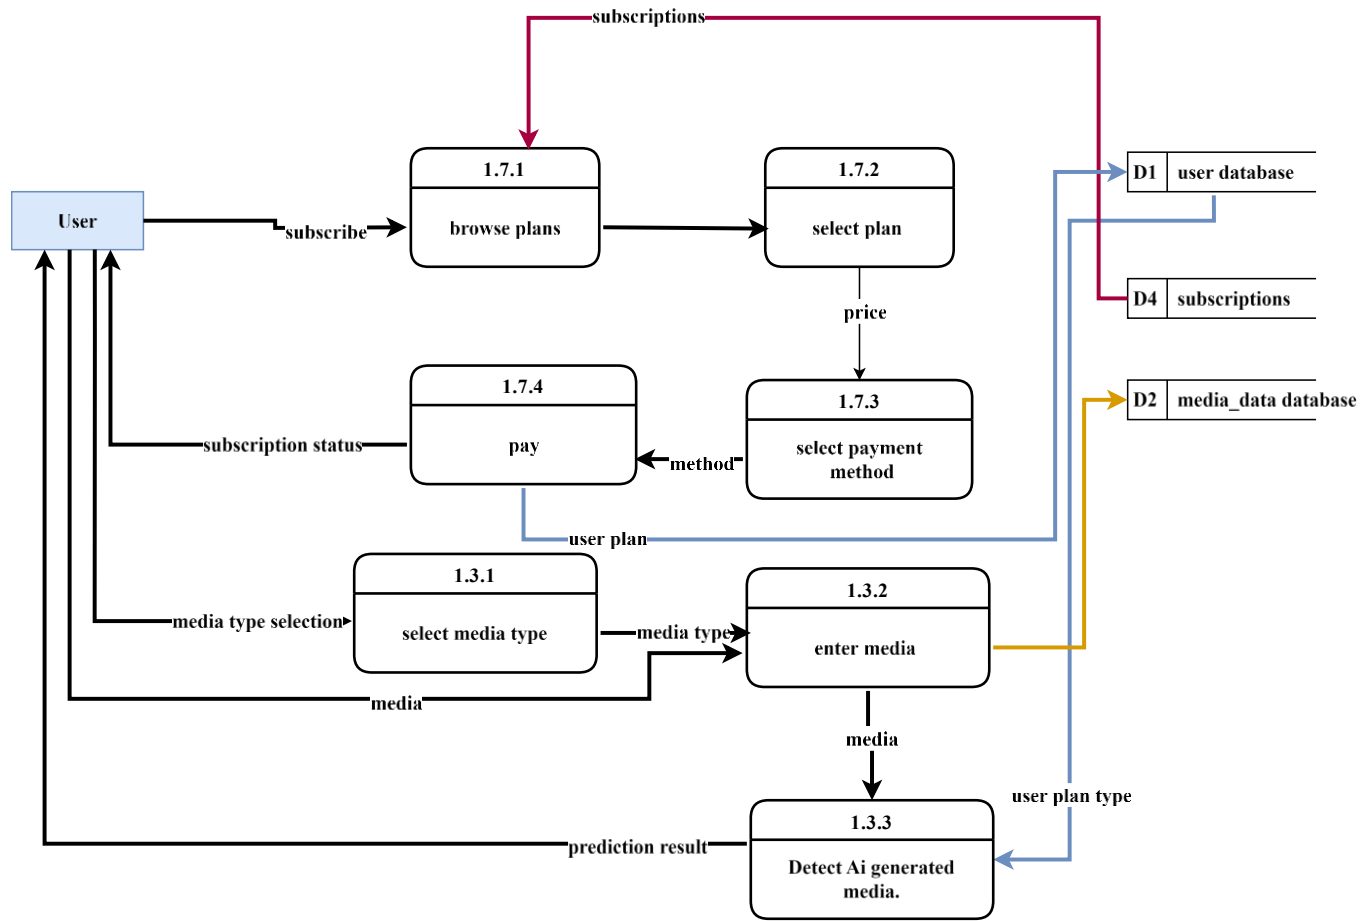 subscriptions
1.7.1
browse plans
1.7.2
select plan
D1
user database
User
subscribe
D4
subscriptions
price
1.7.4
pay
1.7.3
select payment
method
D2
media_data database
subscription status
method
user plan
1.3.1
select media type
1.3.2
enter media
media type selection
media type
media
media
user plan type
1.3.3
Detect Ai generated
media.
prediction result